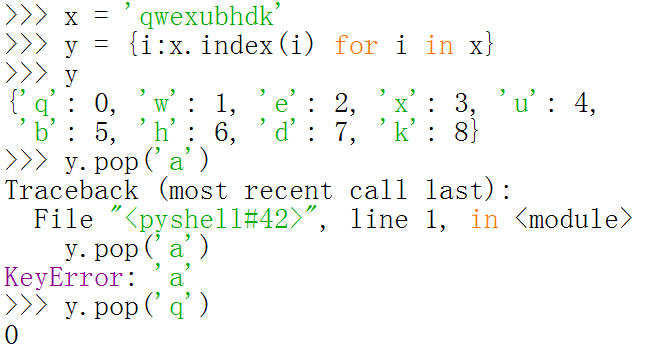 >>> x = 'qwexubhdk'
>>> y = {i:x.index(i) for i in x}
>>> y
{'q': 0, 'w': 1, 'e': 2, 'x': 3, 'u': 4,
 'b': 5, 'h': 6, 'd': 7, 'k': 8}
>>> y.pop('a')
Traceback (most recent call last):
  File "<pyshell#42>", line 1, in <module>
    y.pop('a')
KeyError: 'a'
>>> y.pop('q')
0